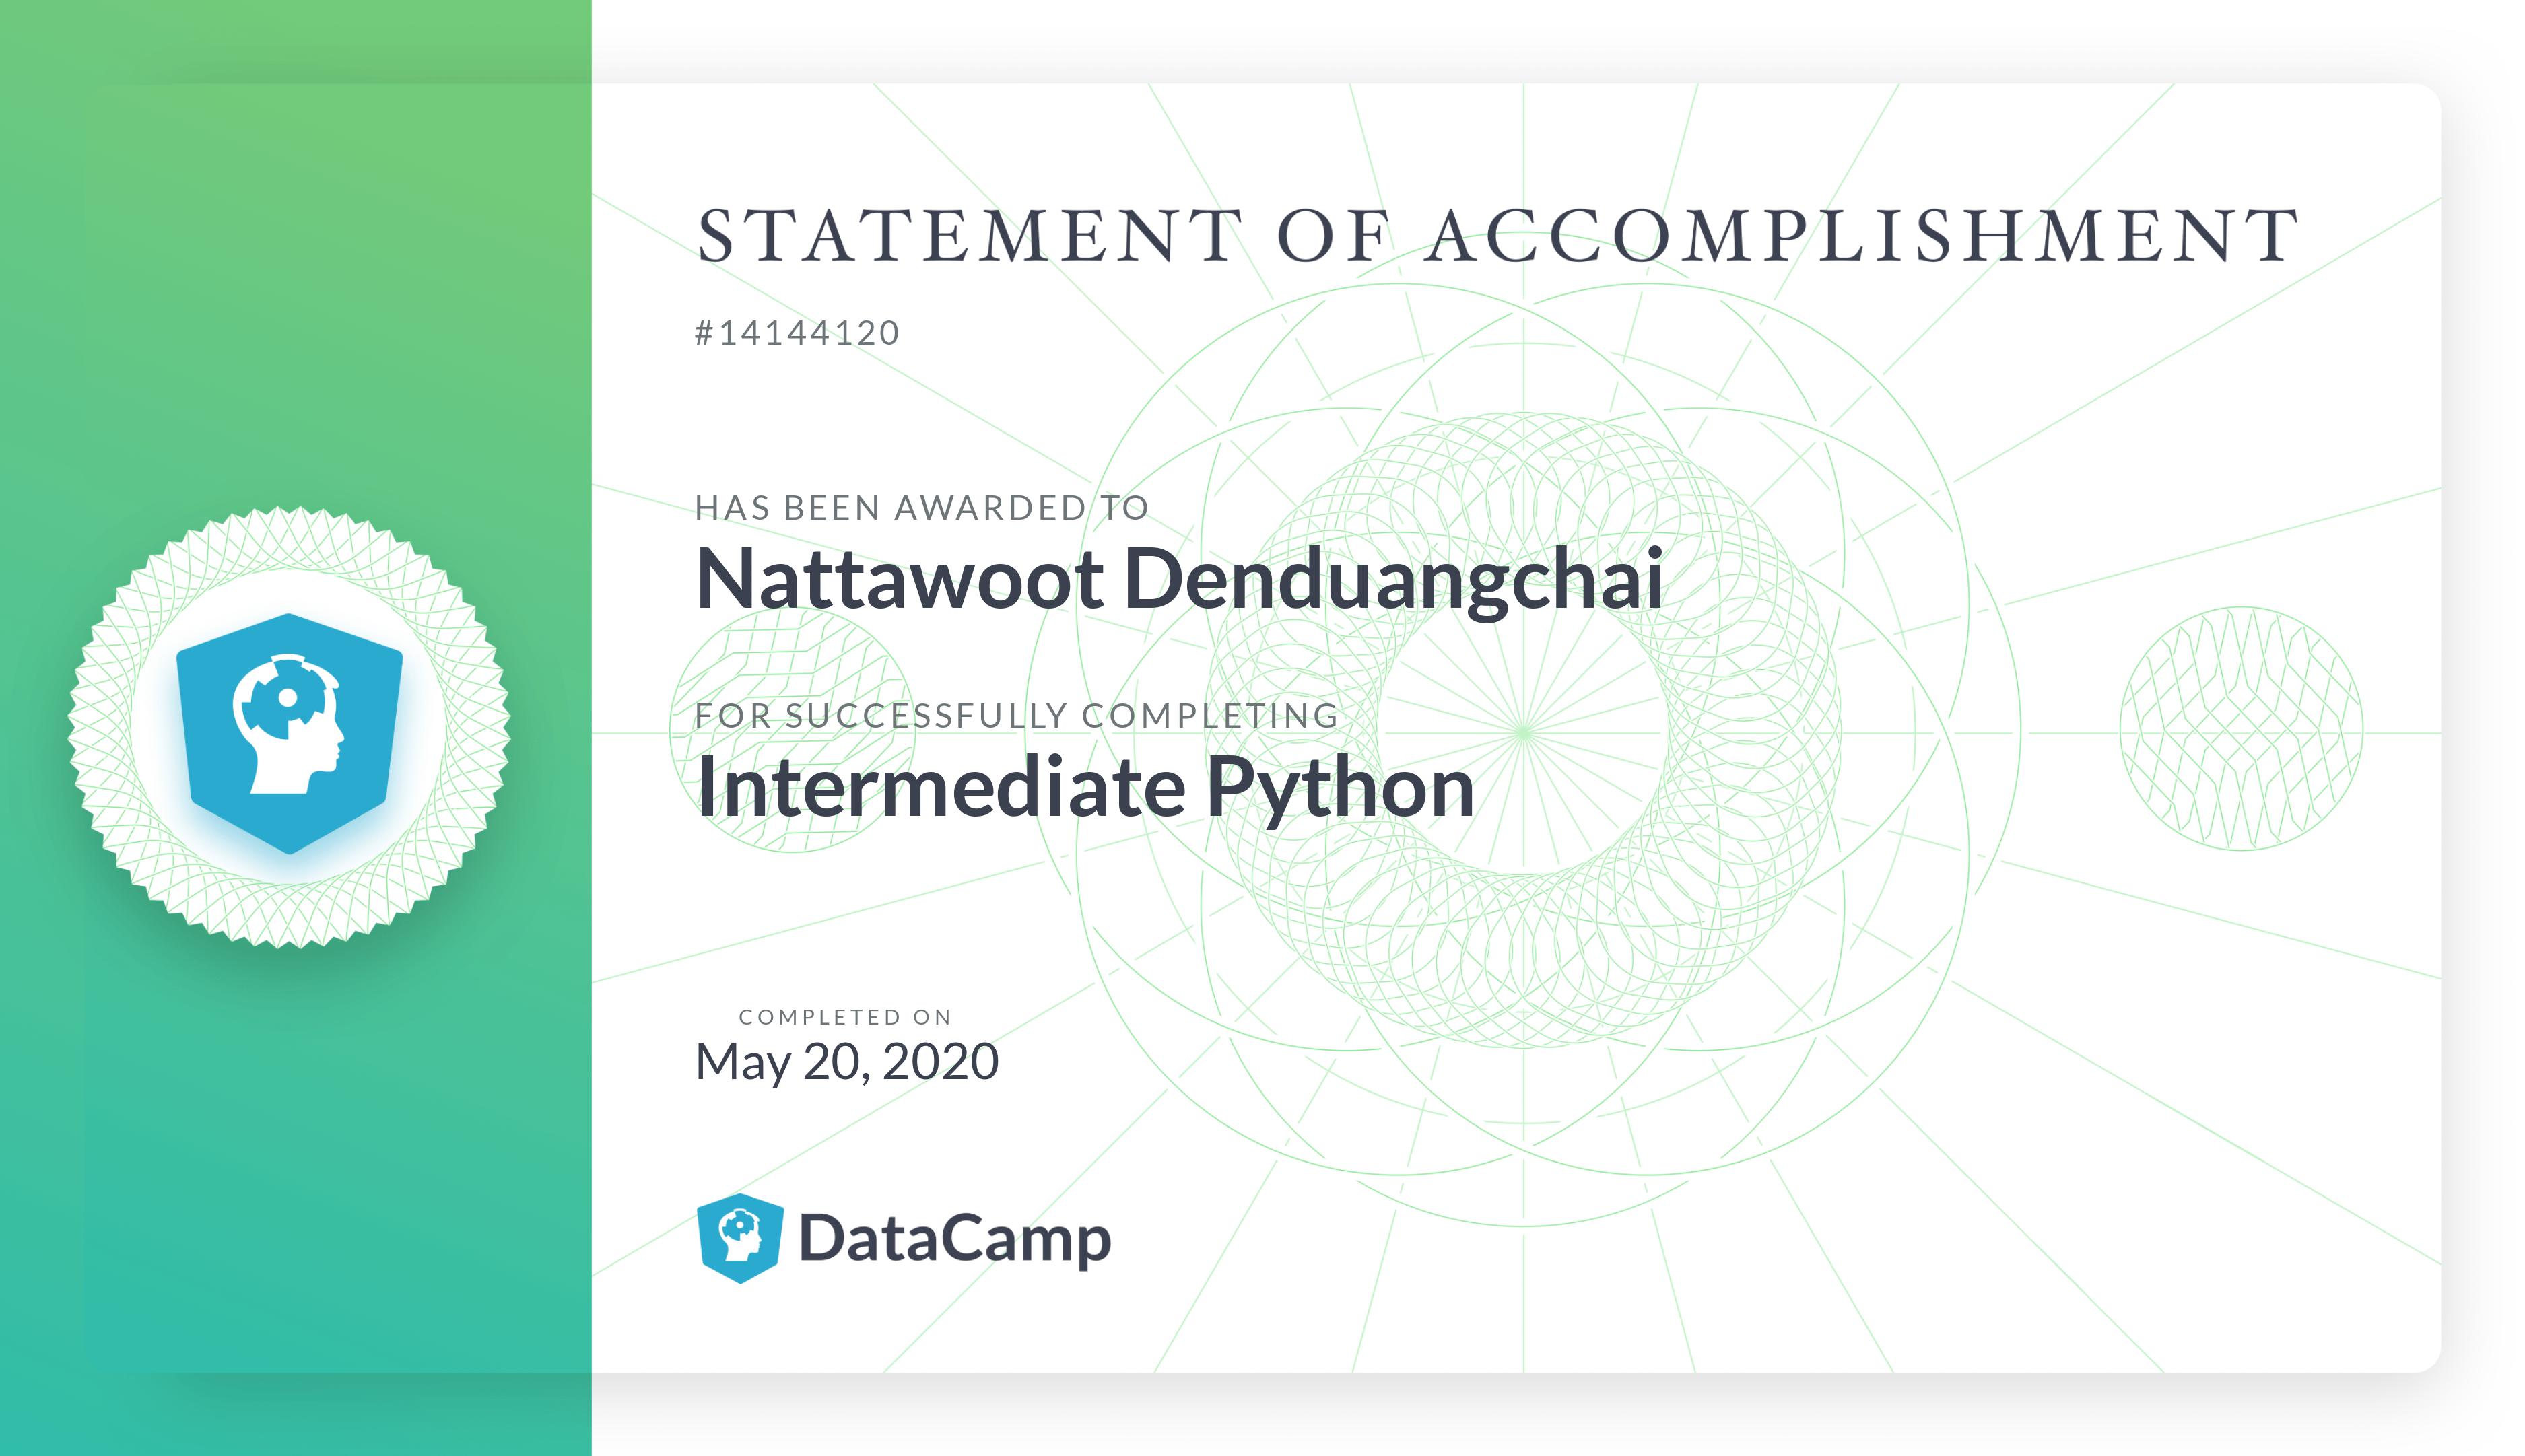 STATEMENT OF ACCOMPLISHMENT
#14144120
HAS BEEN AWARDED TO
Nattawoot Denduangchai
FOR SUCCESSFULLY COMPLETING
Intermediate Python
COMPLETED ON
May 20, 2020
DataCamp